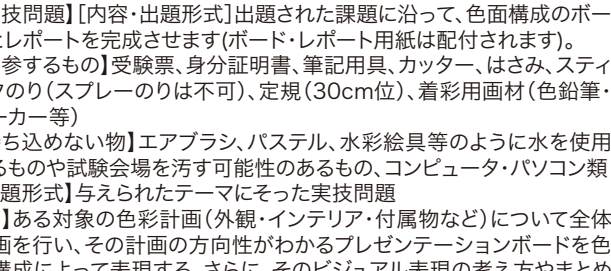 技問題】[内容・出題形式]出題された課題に沿って、色面構成のボー
とレポートを完成させます(ボード・レポート用紙は配付されます)。
参するもの】受験票、身分証明書、筆記用具、カッター、はさみ、スティ
クのり(スプレーのりは不可)、定規(30cm位)、着彩用画材(色鉛筆・
ーカー等)
ち込めない物】エアブラシ、パステル、水彩絵具等のように水を使用
るものや試験会場を汚す可能性のあるもの、コンピュータ・パソコン類
題形式】与えられたテーマにそった実技問題
】ある対象の色彩計画(外観・インテリア・付属物など)について全体
画を行い、その計画の方向性がわかるプレゼンテーションボードを色
構成によって表現する。さらに、そのビジュアル表現の考え方やまとめ